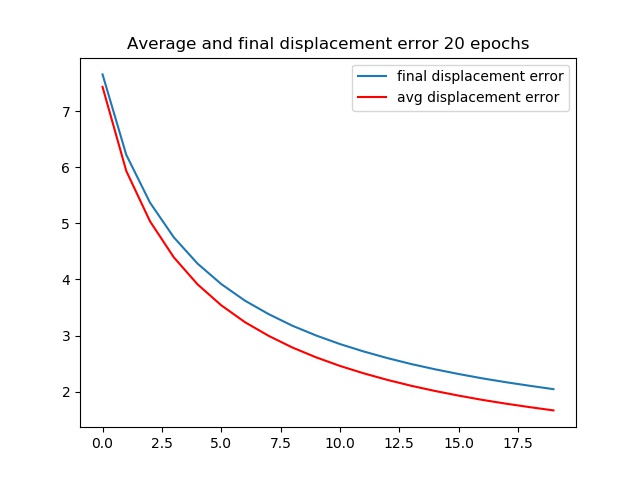 Average and final displacement error 20 epochs
final displacement error
avg displacement error
7
6
5
4
3
2
0.0 2.5 5.0 7.5 10.0 12.5 15.0 17.5